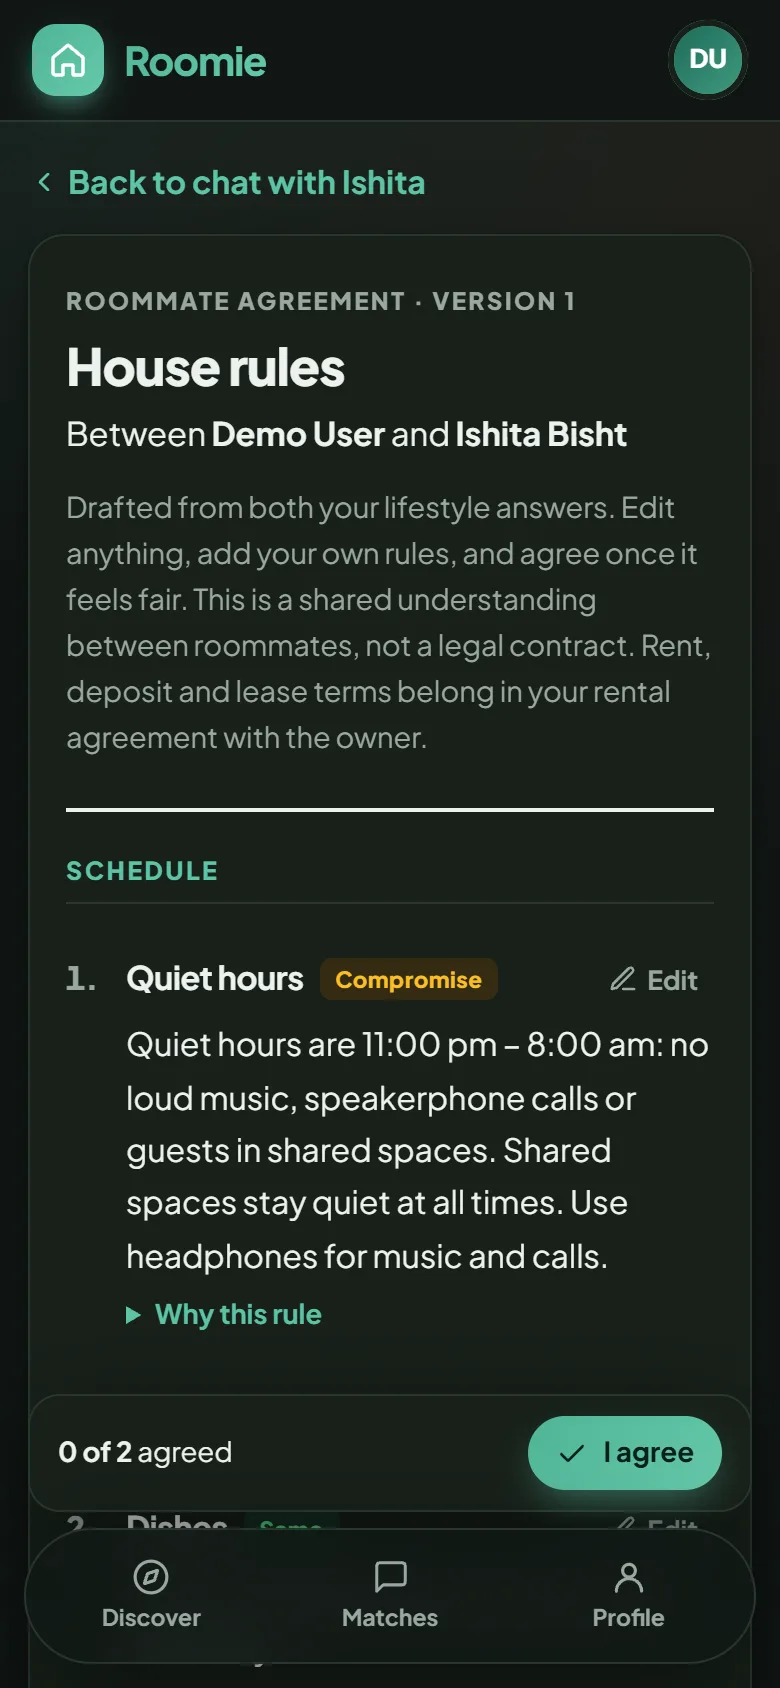 Roomie
DU
Back to chat with Ishita
ROOMMATE AGREEMENT · VERSION 1
House rules
Between Demo User and Ishita Bisht
Drafted from both your lifestyle answers. Edit
anything, add your own rules, and agree once it
feels fair. This is a shared understanding
between roommates, not a legal contract. Rent,
deposit and lease terms belong in your rental
agreement with the owner.
SCHEDULE
1. Quiet hours Compromise Edit
Quiet hours are 11:00 pm – 8:00 am: no
loud music, speakerphone calls or
guests in shared spaces. Shared
spaces stay quiet at all times. Use
headphones for music and calls.
Why this rule
0 of 2 agreed I agree
2. Dishes Same Edit
Discover Matches Profile